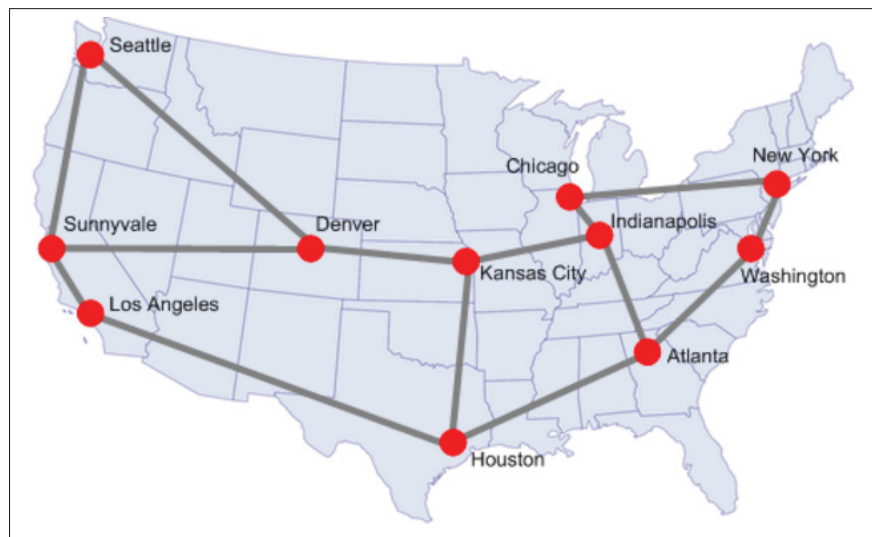 Seattle
Chicago
New York
Sunnyvale
Denver
Indianapolis
Kansas City
Washington
Los Angeles
Atlanta
Houston